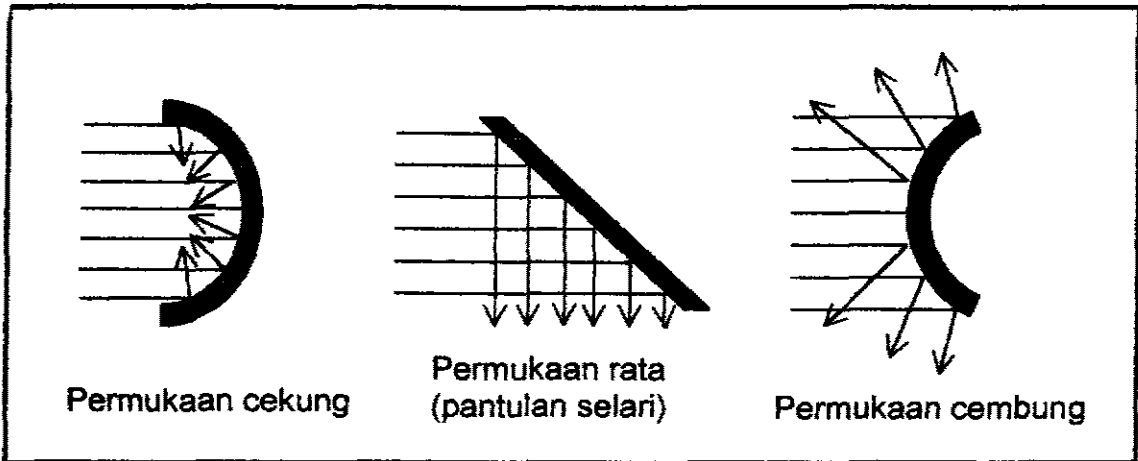 Permukaan cekung
Permukaan rata
(pantulan selari)
Permukaan cembung